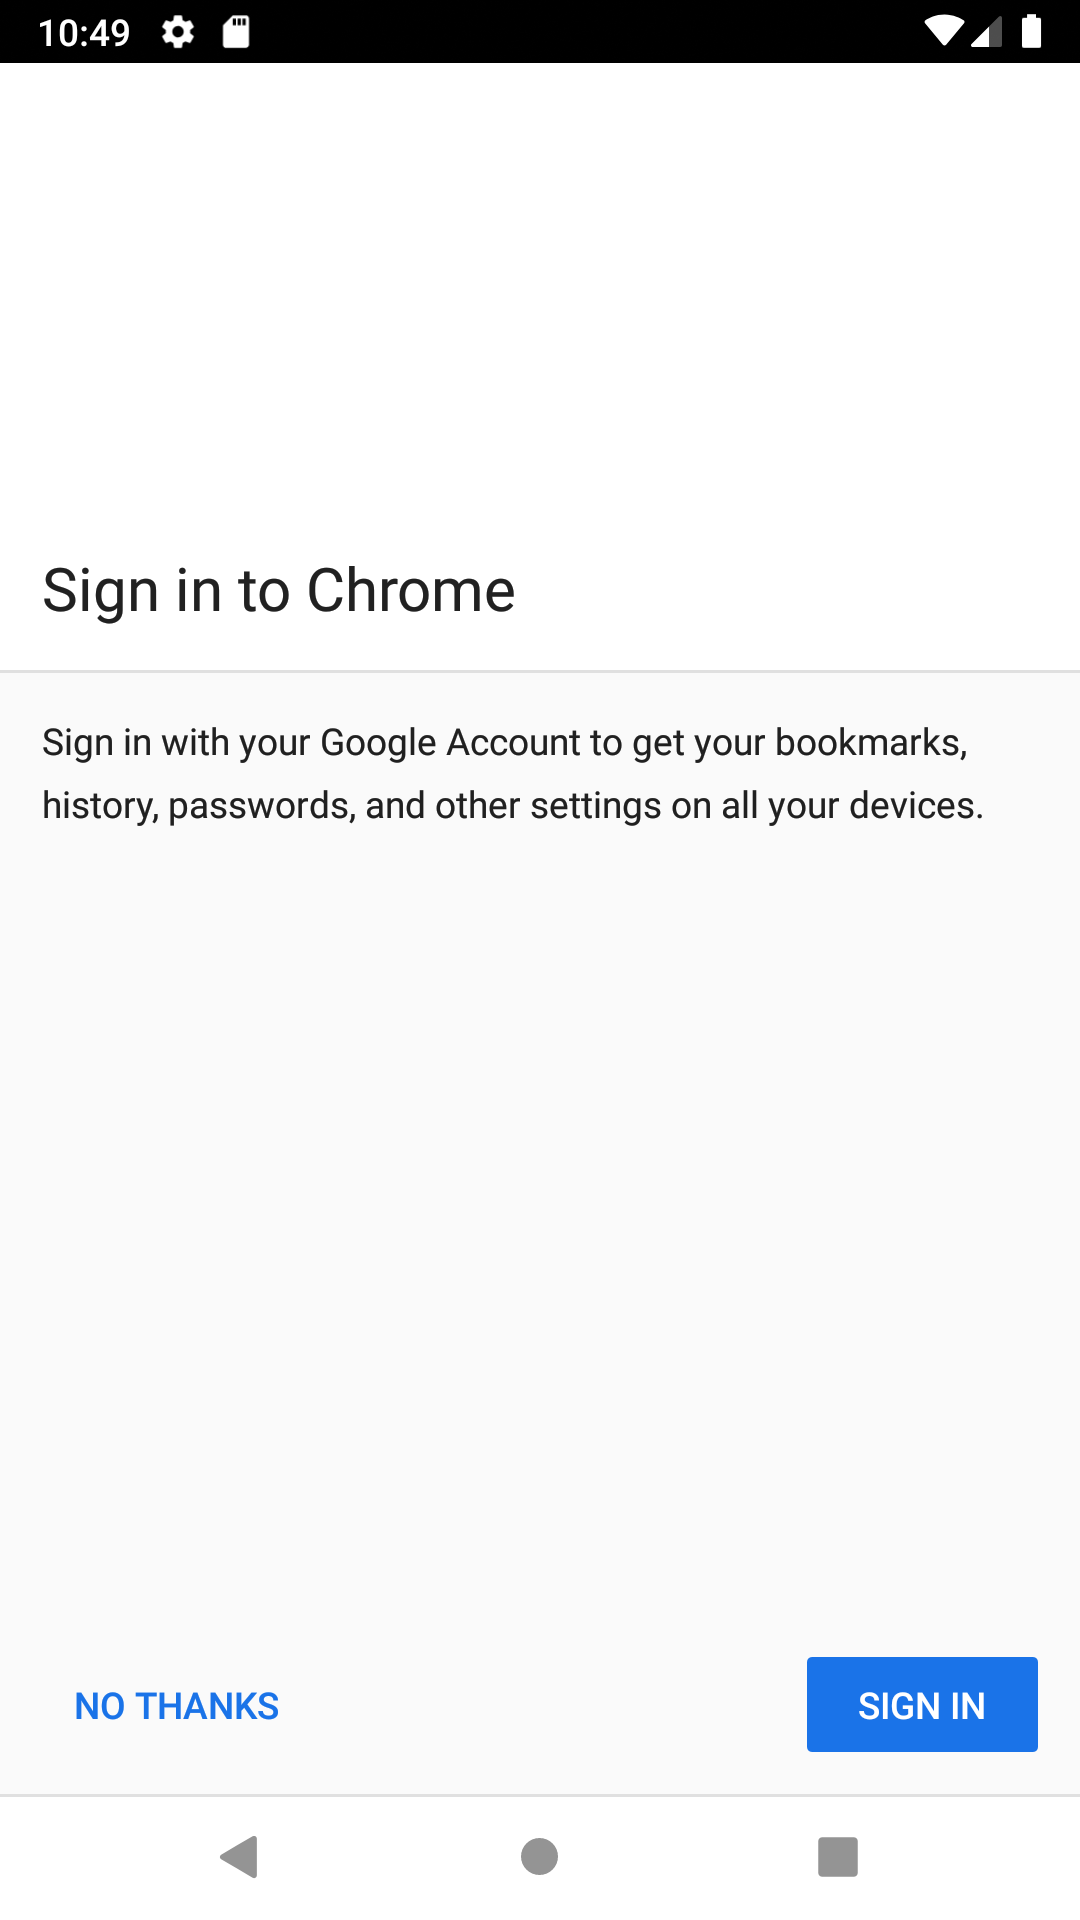 10:49
Sign in to Chrome
Sign in with your Google Account to get your bookmarks,
history, passwords, and other settings on all your devices.
NO THANKS
SIGN IN